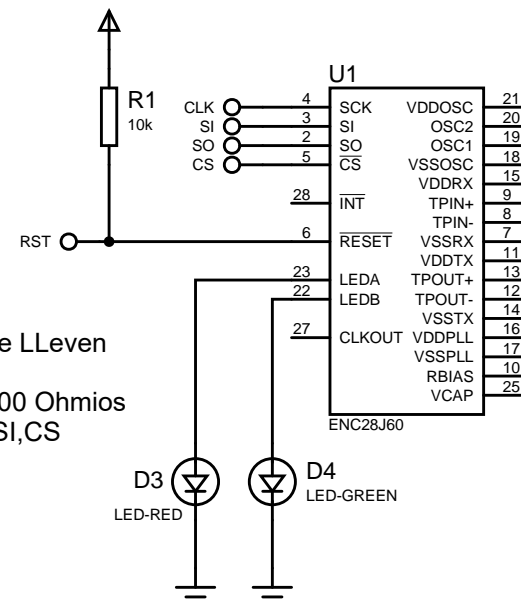 R1
10k
CLK
SI
SO
CS
RST
U1
4 SCK VDDOSC 21
3 SI OSC2 20
2 SO OSC1 19
5 CS VSSOSC 18
VDDRX 15
28 INT TPIN+ 9
TPIN- 8
6 RESET VSSRX 7
VDDTX 11
23 LEDA TPOUT+ 13
22 LEDB TPOUT- 12
VSSTX 14
27 CLKOUT VDDPLL 16
VSSPLL 17
RBIAS 10
VCAP 25
ENC28J60
e LLeven
00 Ohmios
SI,CS
D3
LED-RED
D4
LED-GREEN